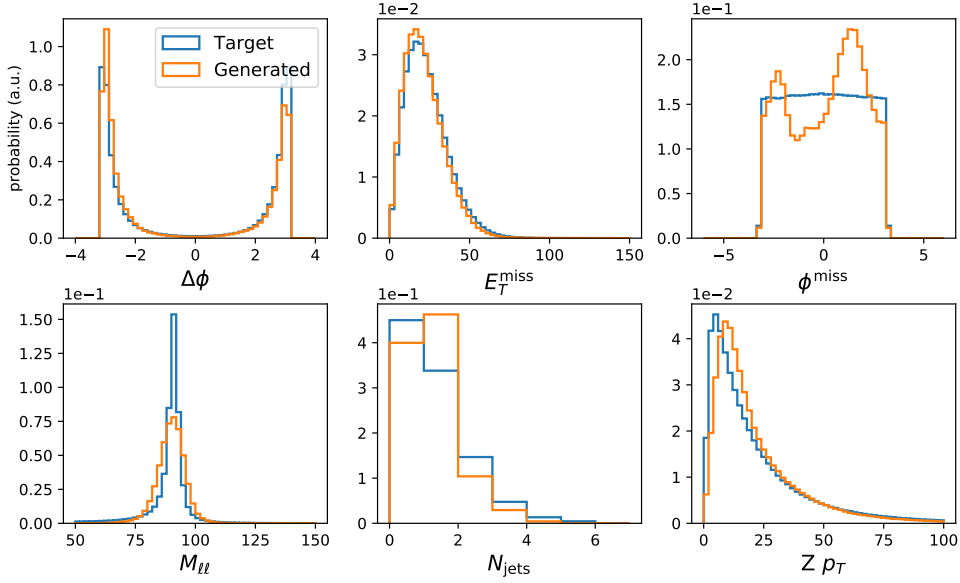 1e−2
1e−1
probability (a.u.)
1.0
0.8
0.6
0.4
0.2
0.0
Target
Generated
3
2
1
0
2.0
1.5
1.0
0.5
0.0
−4 −2 0 2 4
0 50 100 150
−5 0 5
Δϕ
E_T^miss
ϕ^miss
1e−1
1e−1
1e−2
1.50
1.25
1.00
0.75
0.50
0.25
0.00
4
3
2
1
0
4
3
2
1
0
50 75 100 125 150
0 2 4 6
0 25 50 75 100
M_ℓℓ
N_jets
Z p_T